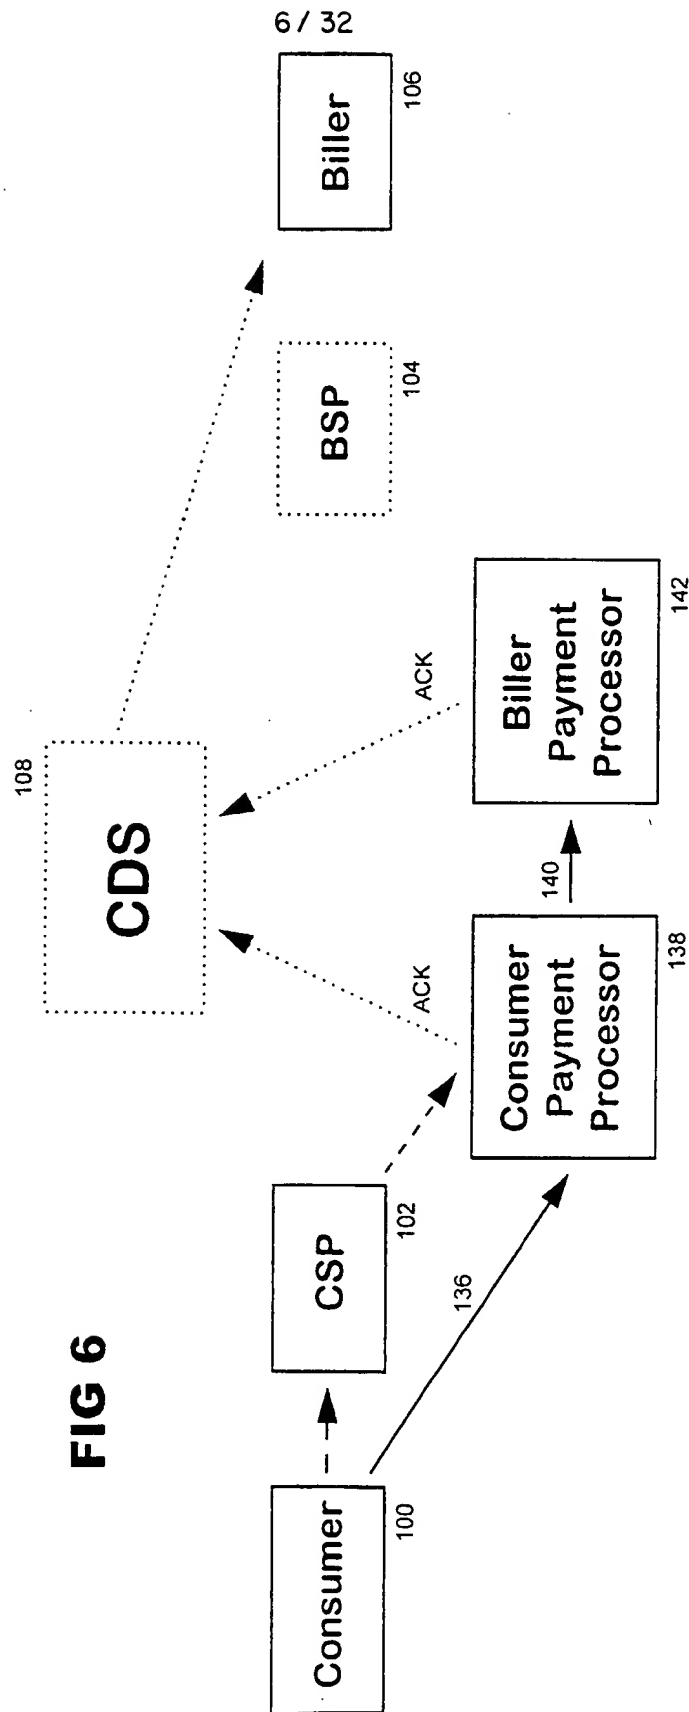 6 / 32
FIG 6
108
CDS
Consumer
100
CSP
102
BSP
104
Biller
106
136
ACK
ACK
Consumer
Payment
Processor
138
140
Biller
Payment
Processor
142